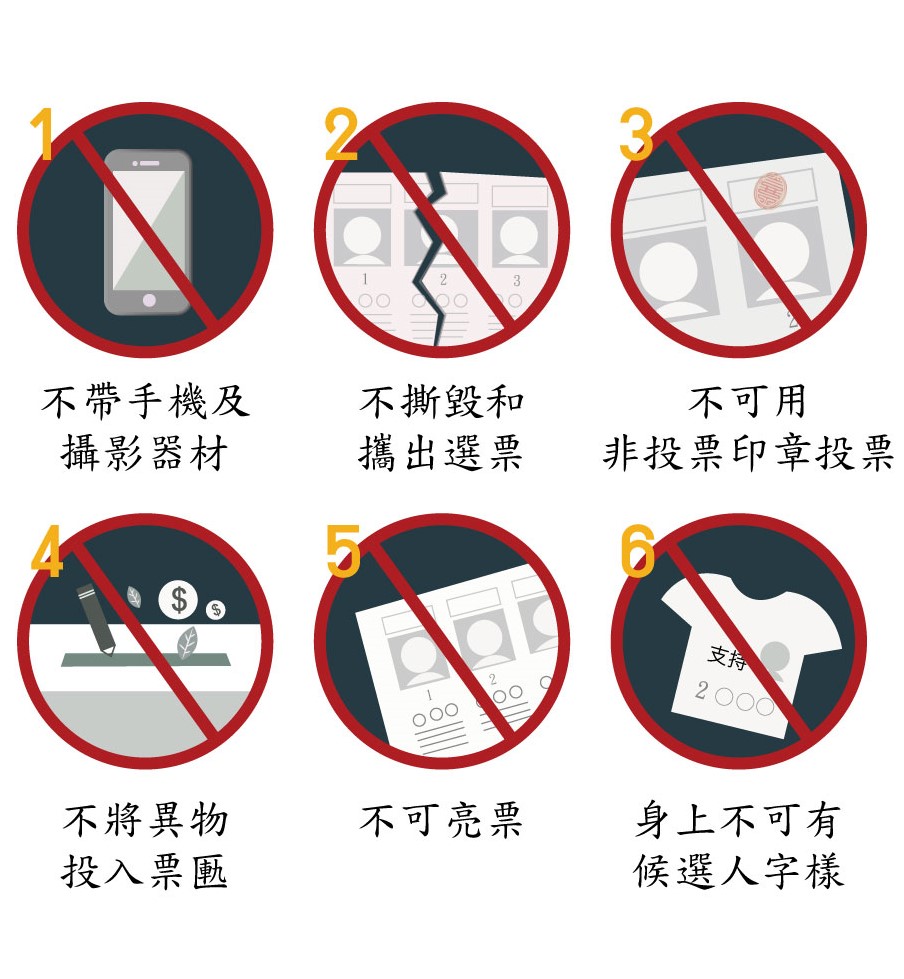 1
2
3
1
2
3
2
不帶手機及
攝影器材
不撕毀和
攜出選票
不可用
非投票印章投票
4
5
6
$
$
1
2
支持
2
不將異物
投入票匭
不可亮票
身上不可有
候選人字樣